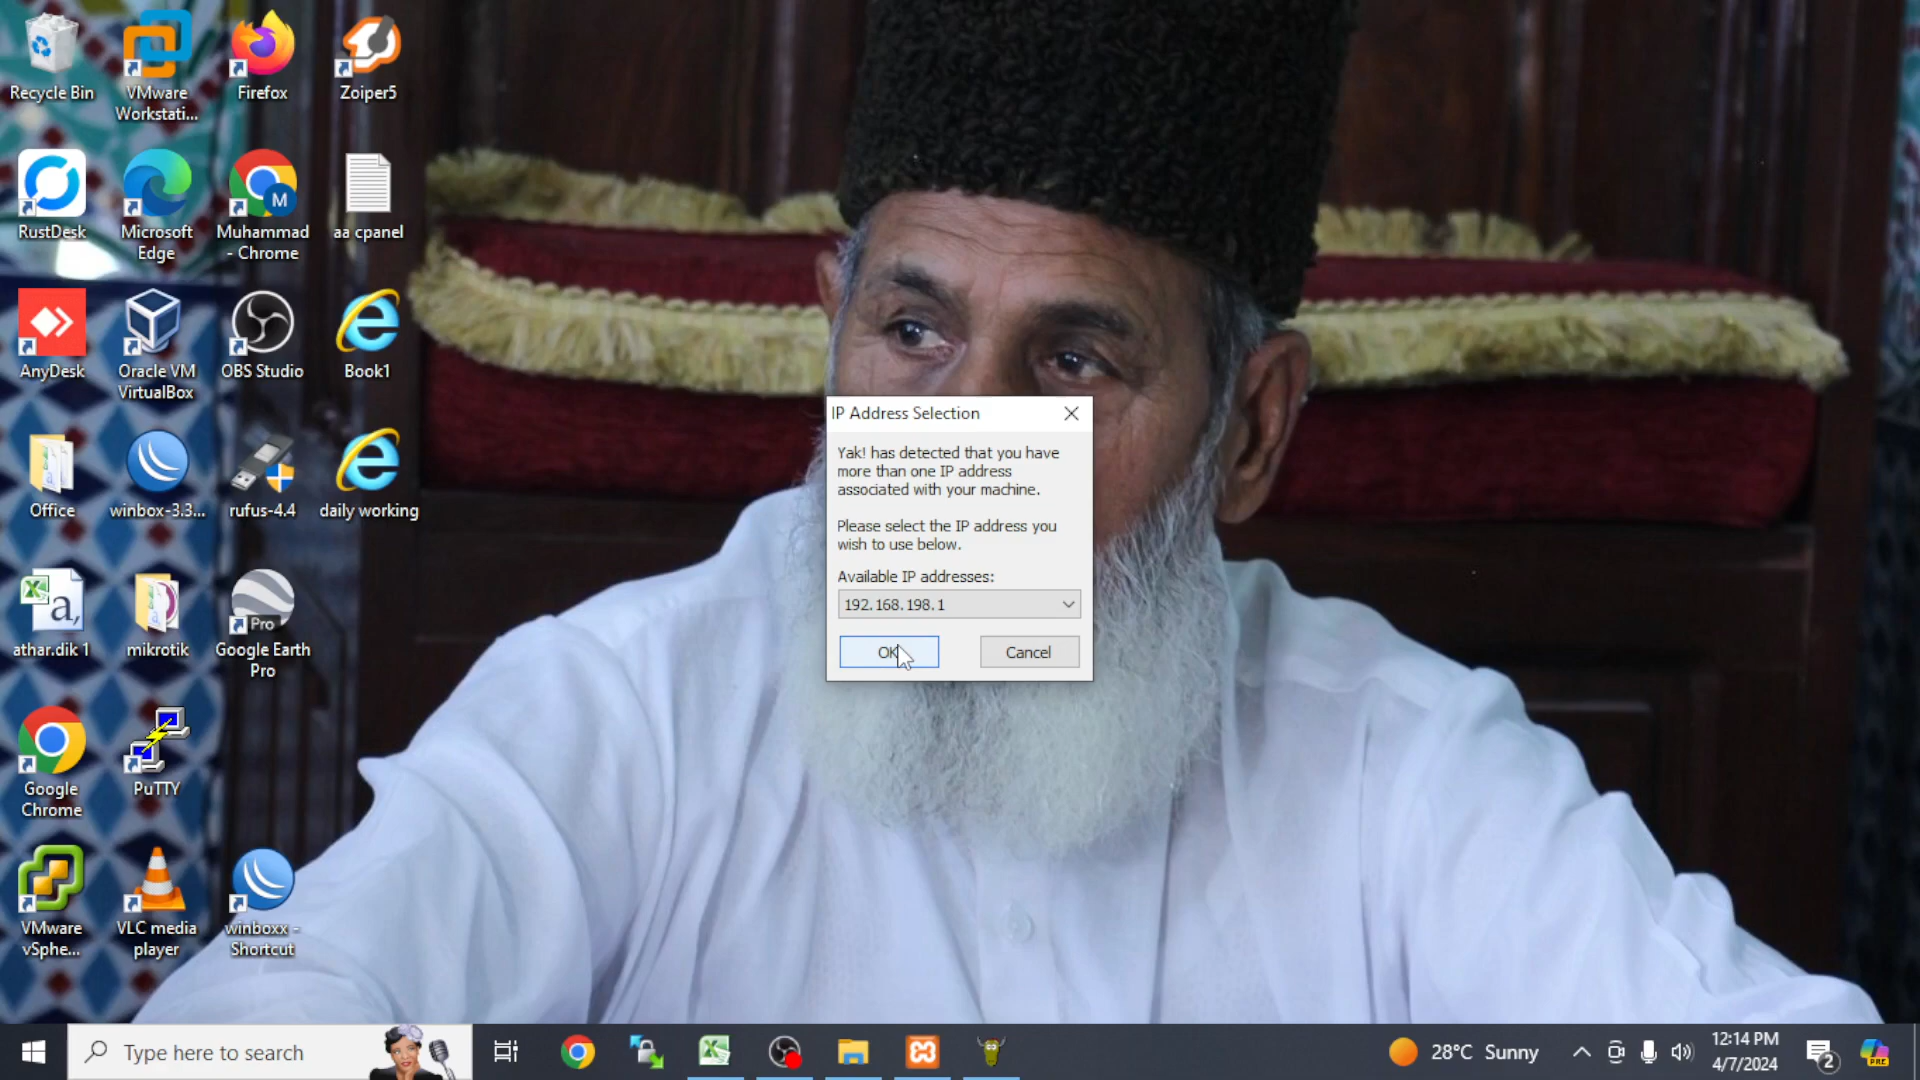 Recycle Bin
VMware
Workstati...
Firefox
Zoiper5
RustDesk
Microsoft
Edge
Muhammad
- Chrome
M
aa cpanel
AnyDesk
Oracle VM
VirtualBox
OBS Studio
Book1
Office
winbox-3.3...
rufus-4.4
daily working
athar.dik 1
mikrotik
Pro
Google Earth
Pro
Google
Chrome
PuTTY
VMware
vSphe...
VLC media
player
winboxx -
Shortcut
IP Address Selection
Yak! has detected that you have
more than one IP address
associated with your machine.
Please select the IP address you
wish to use below.
Available IP addresses:
192.168.198.1
OK
Cancel
Type here to search
28°C Sunny
12:14 PM
4/7/2024
2
PRE